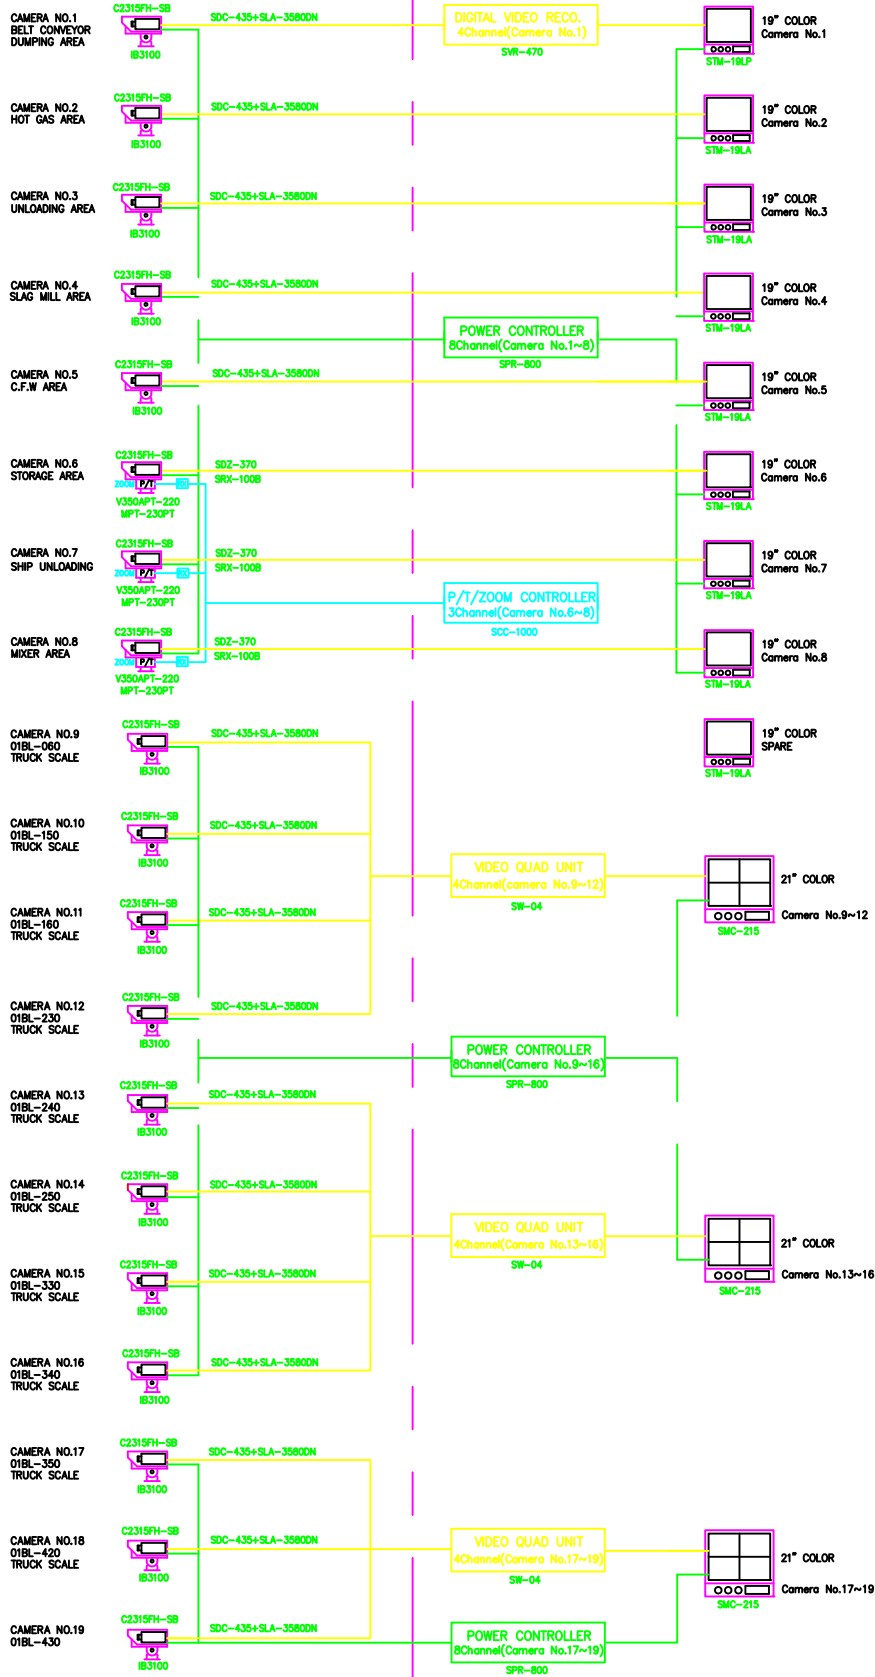 CAMERA NO.1
BELT CONVEYOR
DUMPING AREA
C2315FH-SB
IB3100
SDC-435+SLA-3580DN
DIGITAL VIDEO RECO.
4Channel(Camera No.1)
SVR-470
19" COLOR
Camera No.1
STM-19LP
CAMERA NO.2
HOT GAS AREA
C2315FH-SB
IB3100
SDC-435+SLA-3580DN
19" COLOR
Camera No.2
STM-19LA
CAMERA NO.3
UNLOADING AREA
C2315FH-SB
IB3100
SDC-435+SLA-3580DN
19" COLOR
Camera No.3
STM-19LA
CAMERA NO.4
SLAG MILL AREA
C2315FH-SB
IB3100
SDC-435+SLA-3580DN
19" COLOR
Camera No.4
STM-19LA
POWER CONTROLLER
8Channel(Camera No.1~8)
SPR-800
CAMERA NO.5
C.F.W AREA
C2315FH-SB
IB3100
SDC-435+SLA-3580DN
19" COLOR
Camera No.5
STM-19LA
CAMERA NO.6
STORAGE AREA
C2315FH-SB
ZOOM P/T RX
V350APT-220
MPT-230PT
SDZ-370
SRX-100B
19" COLOR
Camera No.6
STM-19LA
CAMERA NO.7
SHIP UNLOADING
C2315FH-SB
ZOOM P/T RX
V350APT-220
MPT-230PT
SDZ-370
SRX-100B
19" COLOR
Camera No.7
STM-19LA
P/T/ZOOM CONTROLLER
3Channel(Camera No.6~8)
SCC-1000
CAMERA NO.8
MIXER AREA
C2315FH-SB
ZOOM P/T RX
V350APT-220
MPT-230PT
SDZ-370
SRX-100B
19" COLOR
Camera No.8
STM-19LA
CAMERA NO.9
01BL-060
TRUCK SCALE
C2315FH-SB
IB3100
SDC-435+SLA-3580DN
19" COLOR
SPARE
STM-19LA
CAMERA NO.10
01BL-150
TRUCK SCALE
C2315FH-SB
IB3100
SDC-435+SLA-3580DN
VIDEO QUAD UNIT
4Channel(camera No.9~12)
SW-04
21" COLOR
Camera No.9~12
SMC-215
CAMERA NO.11
01BL-160
TRUCK SCALE
C2315FH-SB
IB3100
SDC-435+SLA-3580DN
CAMERA NO.12
01BL-230
TRUCK SCALE
C2315FH-SB
IB3100
SDC-435+SLA-3580DN
POWER CONTROLLER
8Channel(Camera No.9~16)
SPR-800
CAMERA NO.13
01BL-240
TRUCK SCALE
C2315FH-SB
IB3100
SDC-435+SLA-3580DN
CAMERA NO.14
01BL-250
TRUCK SCALE
C2315FH-SB
IB3100
SDC-435+SLA-3580DN
VIDEO QUAD UNIT
4Channel(Camera No.13~16)
SW-04
21" COLOR
Camera No.13~16
SMC-215
CAMERA NO.15
01BL-330
TRUCK SCALE
C2315FH-SB
IB3100
SDC-435+SLA-3580DN
CAMERA NO.16
01BL-340
TRUCK SCALE
C2315FH-SB
IB3100
SDC-435+SLA-3580DN
CAMERA NO.17
01BL-350
TRUCK SCALE
C2315FH-SB
IB3100
SDC-435+SLA-3580DN
CAMERA NO.18
01BL-420
TRUCK SCALE
C2315FH-SB
IB3100
SDC-435+SLA-3580DN
VIDEO QUAD UNIT
4Channel(Camera No.17~19)
SW-04
21" COLOR
Camera No.17~19
SMC-215
CAMERA NO.19
01BL-430
C2315FH-SB
IB3100
SDC-435+SLA-3580DN
POWER CONTROLLER
8Channel(Camera No.17~19)
SPR-800